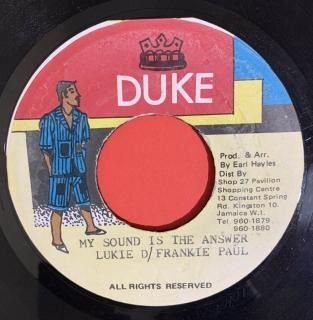 DUKE
Prod. & Arr.
By Earl Hayles
Dist By
Shop 27 Pavilion
Shopping Centre
13 Constant Spring
Rd. Kingston 10.
Jamaica W.I.
Tel. 960-1879
960-1880
MY SOUND IS THE ANSWER
LUKIE D/FRANKIE PAUL
ALL RIGHTS RESERVED